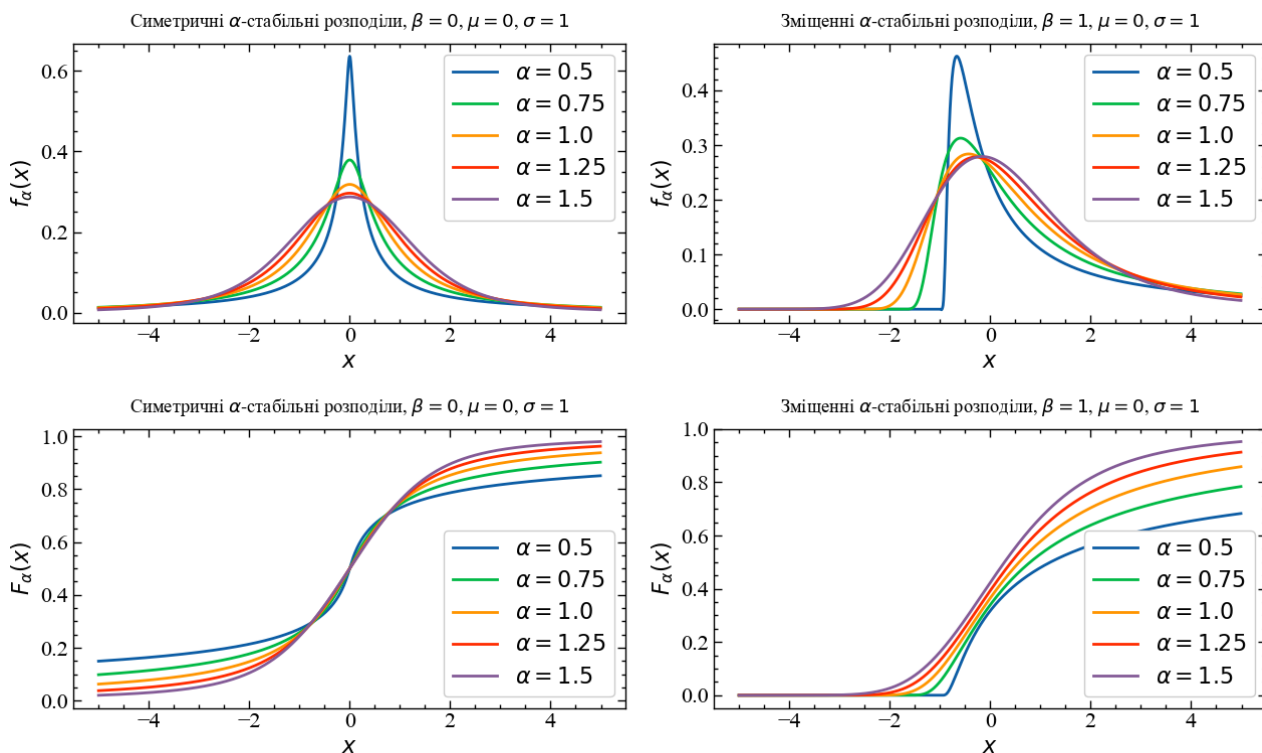 Симетричні α-стабільні розподіли, β = 0, μ = 0, σ = 1
0.6
0.4
0.2
0.0
f_α(x)
α = 0.5
α = 0.75
α = 1.0
α = 1.25
α = 1.5
−4 −2 0 2 4
x
Зміщенні α-стабільні розподіли, β = 1, μ = 0, σ = 1
0.4
0.3
0.2
0.1
0.0
f_α(x)
α = 0.5
α = 0.75
α = 1.0
α = 1.25
α = 1.5
−4 −2 0 2 4
x
Симетричні α-стабільні розподіли, β = 0, μ = 0, σ = 1
1.0
0.8
0.6
0.4
0.2
0.0
F_α(x)
α = 0.5
α = 0.75
α = 1.0
α = 1.25
α = 1.5
−4 −2 0 2 4
x
Зміщенні α-стабільні розподіли, β = 1, μ = 0, σ = 1
1.0
0.8
0.6
0.4
0.2
0.0
F_α(x)
α = 0.5
α = 0.75
α = 1.0
α = 1.25
α = 1.5
−4 −2 0 2 4
x